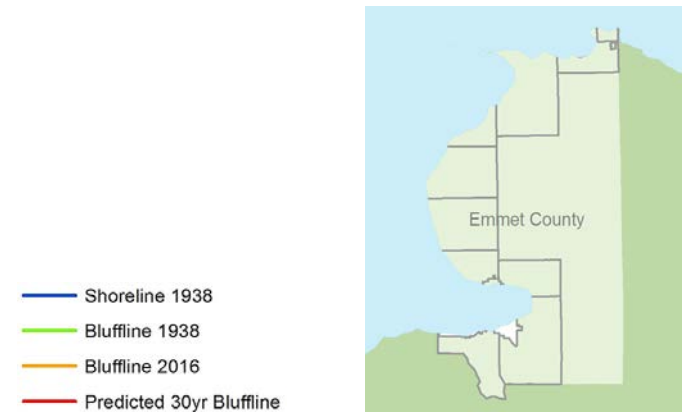 Emmet County
Shoreline 1938
Bluffline 1938
Bluffline 2016
Predicted 30yr Bluffline